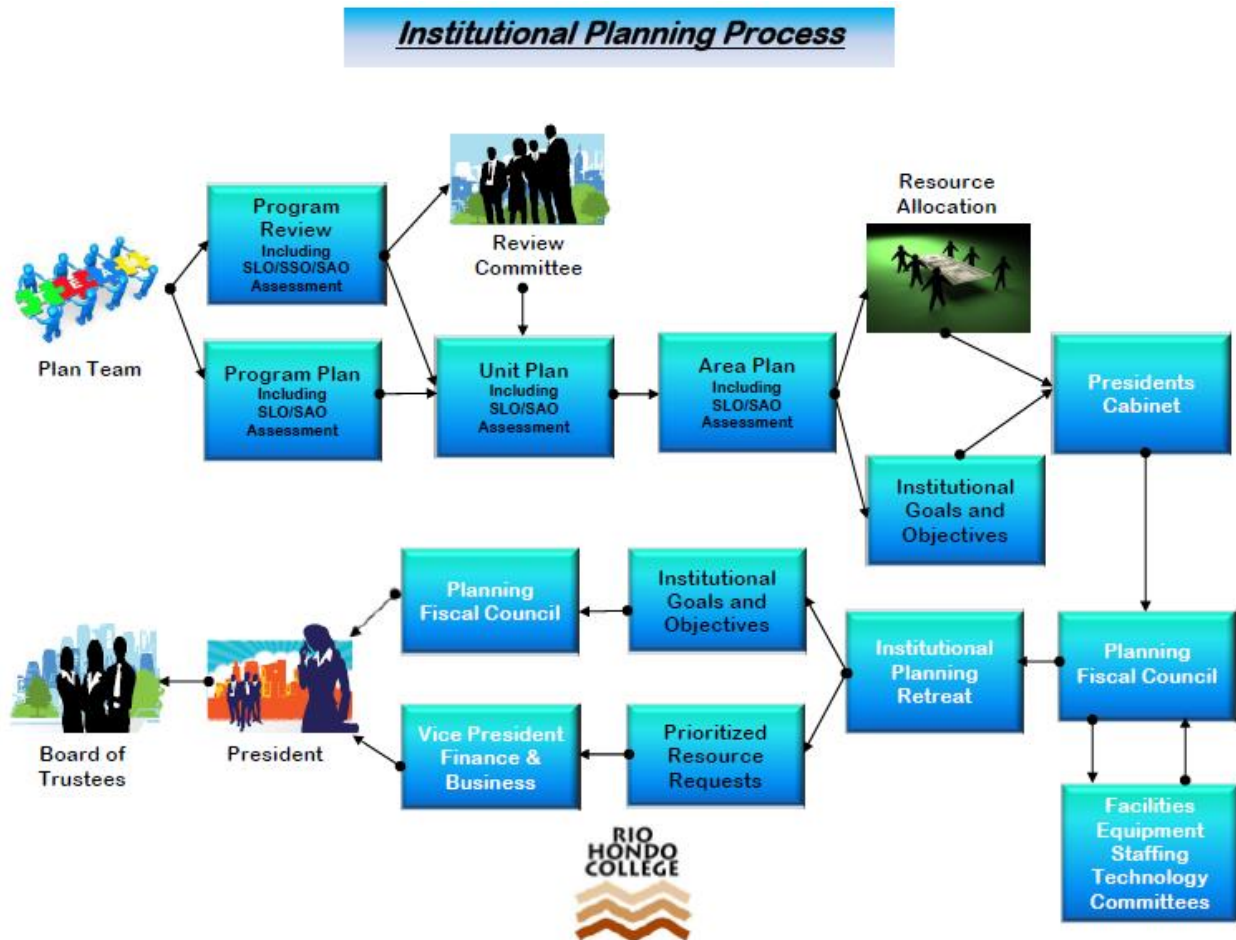 Institutional Planning Process
Program
Review
Including
SLO/SSO/SAO
Assessment
Review
Committee
Resource
Allocation
Plan Team
Program Plan
Including
SLO/SAO
Assessment
Unit Plan
Including
SLO/SAO
Assessment
Area Plan
Including
SLO/SAO
Assessment
Presidents
Cabinet
Institutional
Goals and
Objectives
Planning
Fiscal Council
Institutional
Goals and
Objectives
Institutional
Planning
Retreat
Planning
Fiscal Council
Board of
Trustees
President
Vice President
Finance &
Business
Prioritized
Resource
Requests
Facilities
Equipment
Staffing
Technology
Committees
RIO
HONDO
COLLEGE